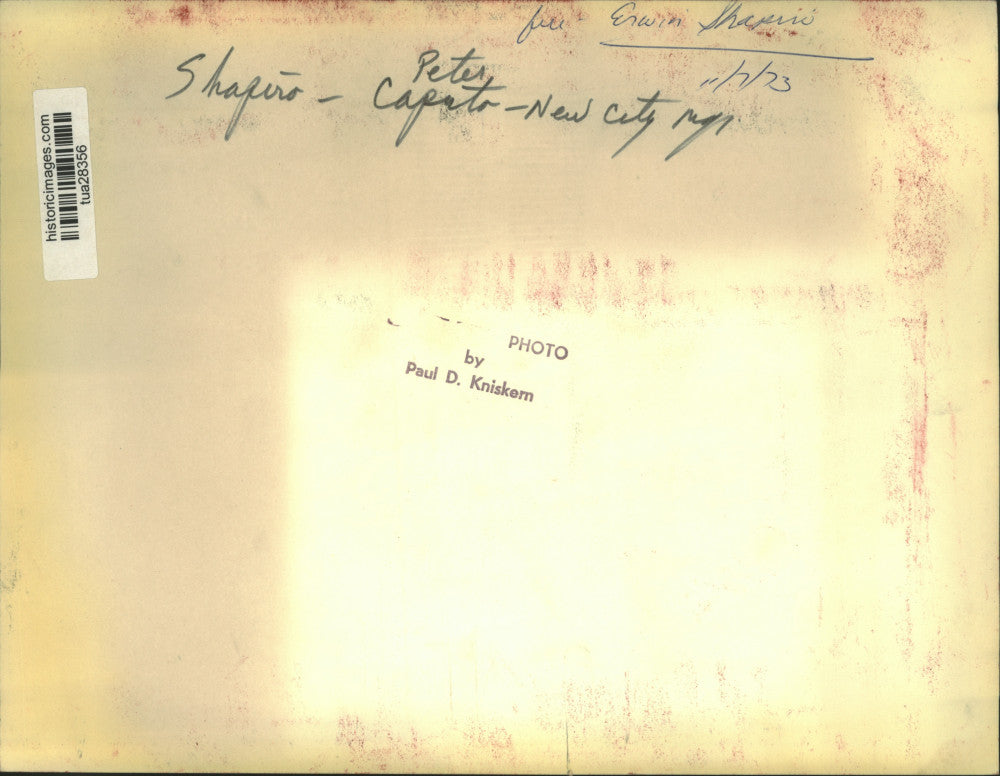 file Erwin Shapiro
11/7/73
Peter
Shapiro - Caputo - New City mgr.
historicimages.com
tua28356
PHOTO
by
Paul D. Kniskern